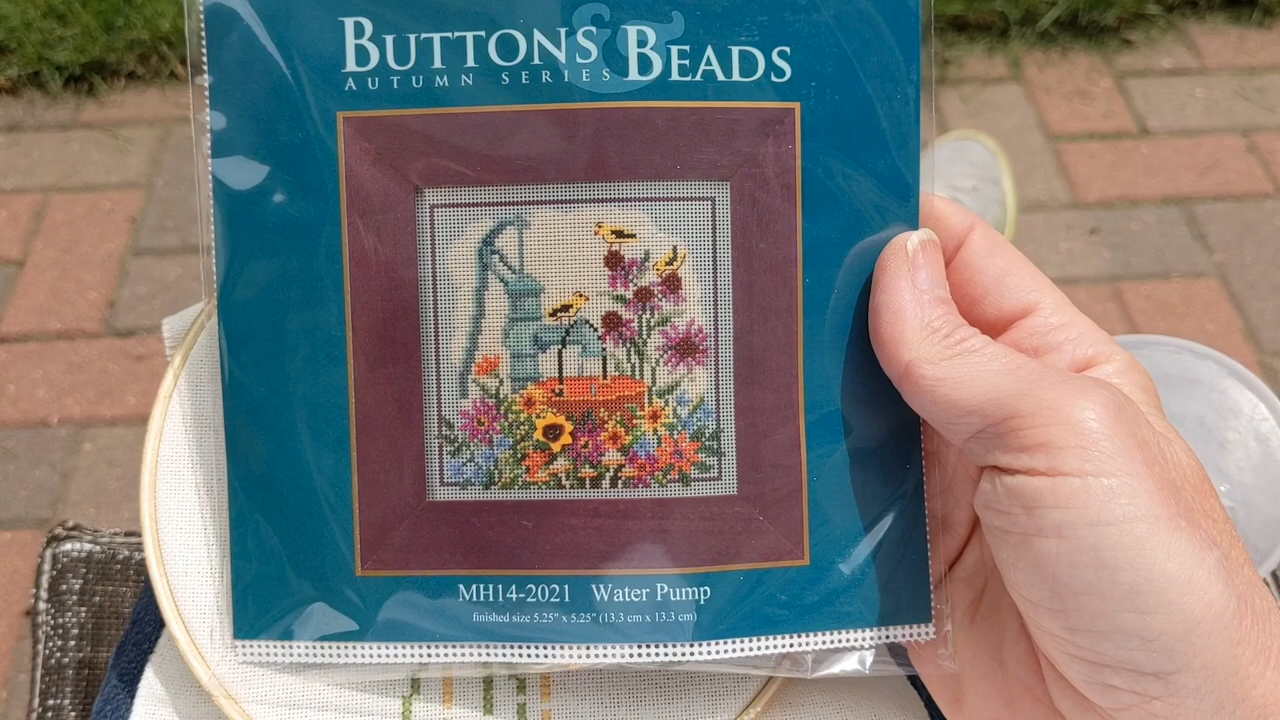 BUTTONS & BEADS
AUTUMN SERIES
MH14-2021 Water Pump
finished size 5.25" x 5.25" (13.3 cm x 13.3 cm)